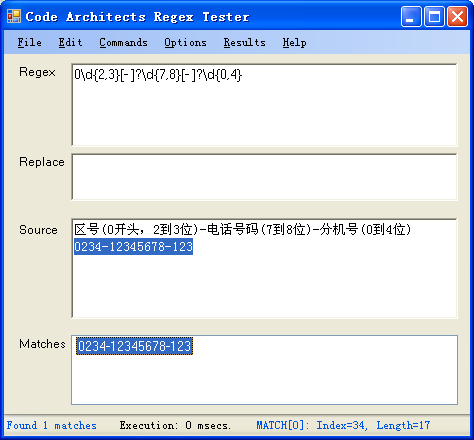 Code Architects Regex Tester
File Edit Commands Options Results Help
Regex
0\d{2,3}[-]?\d{7,8}[-]?\d{0,4}
Replace
Source
区号(0开头，2到3位)-电话号码(7到8位)-分机号(0到4位)
0234-12345678-123
Matches
0234-12345678-123
Found 1 matches Execution: 0 msecs. MATCH[0]: Index=34, Length=17